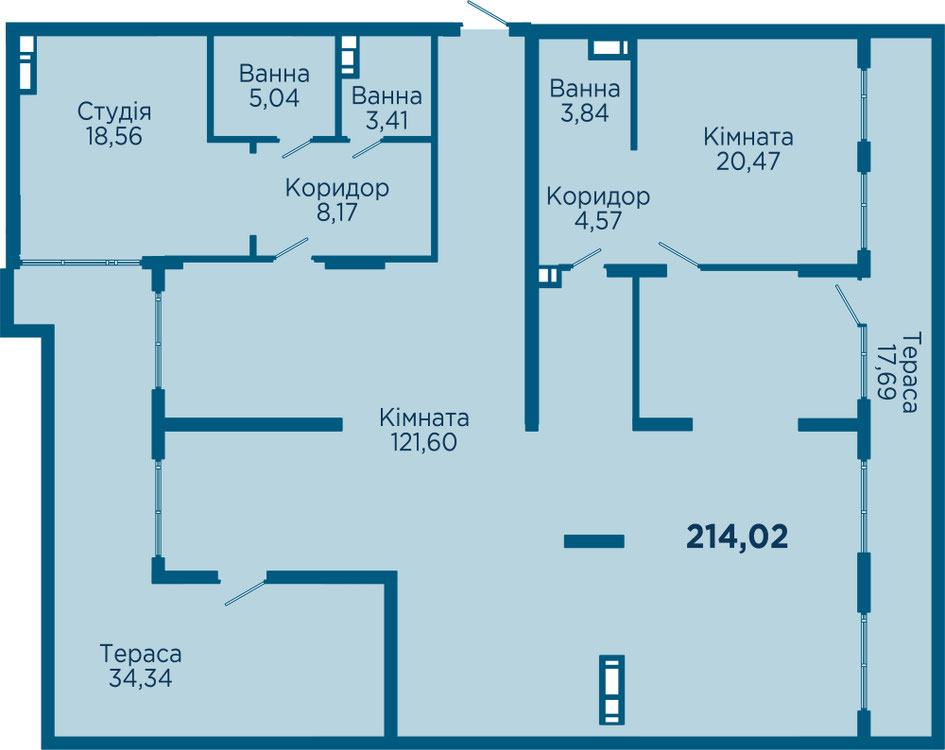 Студія
18,56
Ванна
5,04
Ванна
3,41
Коридор
8,17
Ванна
3,84
Кімната
20,47
Коридор
4,57
Тераса
17,69
Кімната
121,60
214,02
Тераса
34,34